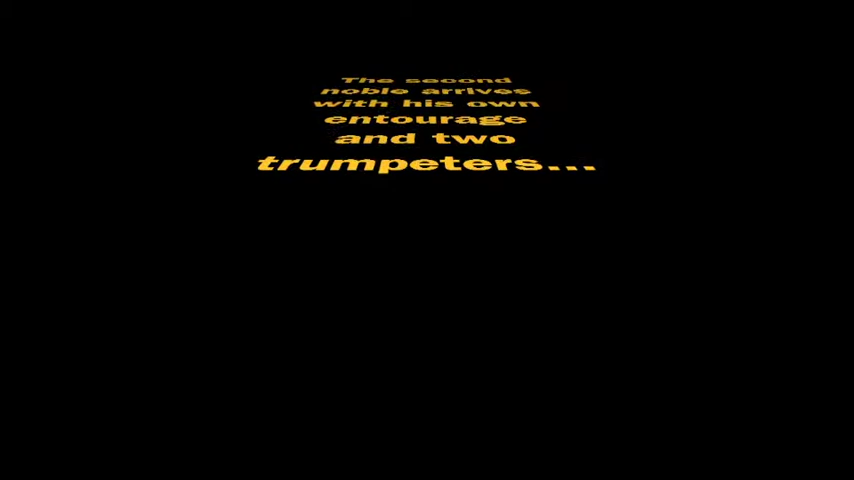 The second
noble arrives
with his own
entourage
and two
trumpeters...